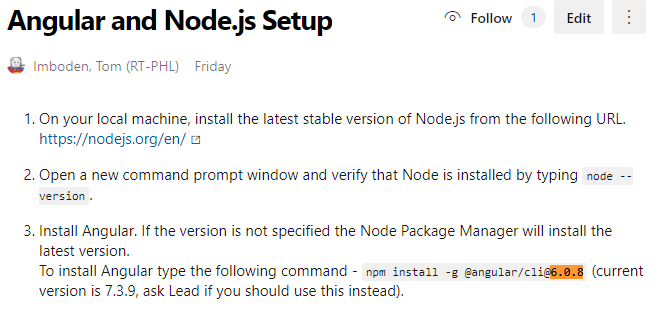 Angular and Node.js Setup
Follow 1 Edit
Imboden, Tom (RT-PHL) Friday
1. On your local machine, install the latest stable version of Node.js from the following URL.
https://nodejs.org/en/
2. Open a new command prompt window and verify that Node is installed by typing node --
version.
3. Install Angular. If the version is not specified the Node Package Manager will install the
latest version.
To install Angular type the following command - npm install -g @angular/cli@6.0.8 (current
version is 7.3.9, ask Lead if you should use this instead).